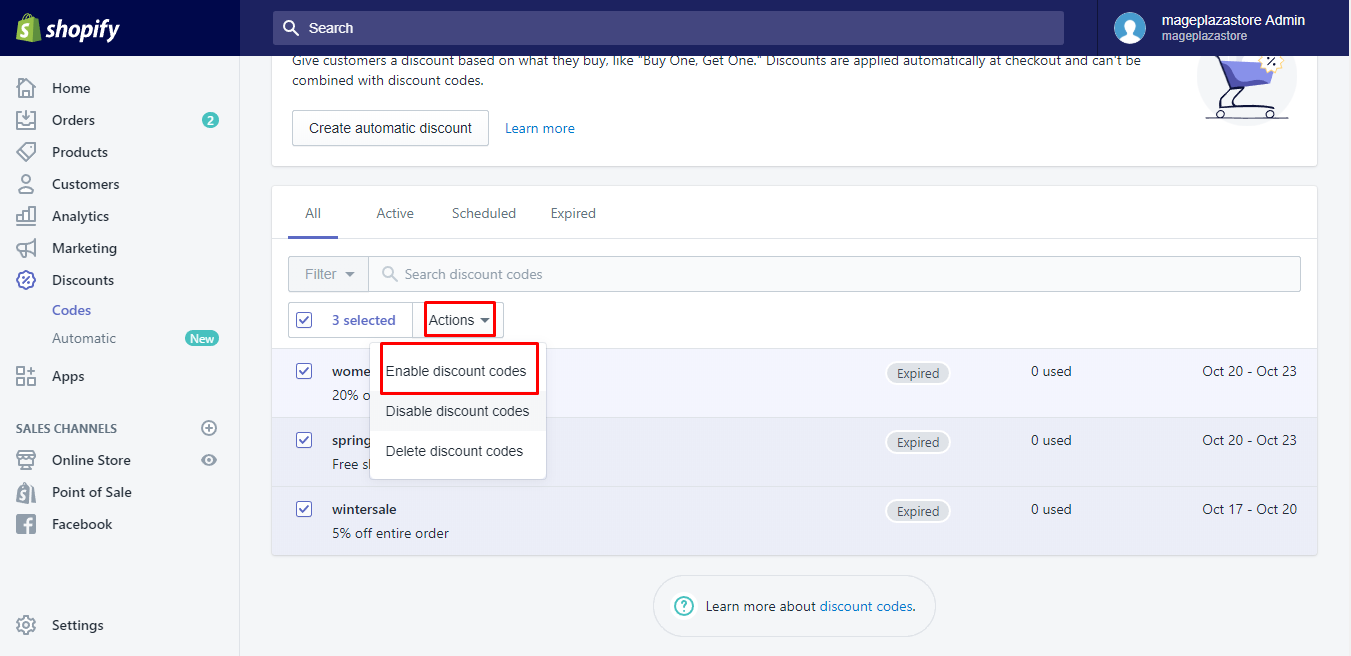 shopify
Search
mageplazastore Admin
mageplazastore
Home
Orders
2
Products
Customers
Analytics
Marketing
Discounts
Codes
Automatic
New
Apps
SALES CHANNELS
Online Store
Point of Sale
Facebook
Settings
Give customers a discount based on what they buy, like "Buy One, Get One." Discounts are applied automatically at checkout and can't be
combined with discount codes.
Create automatic discount
Learn more
All
Active
Scheduled
Expired
Filter
Search discount codes
3 selected
Actions
Enable discount codes
Disable discount codes
Delete discount codes
wome
20% o
Expired
0 used
Oct 20 - Oct 23
spring
Free s
Expired
0 used
Oct 20 - Oct 23
wintersale
5% off entire order
Expired
0 used
Oct 17 - Oct 20
Learn more about discount codes.